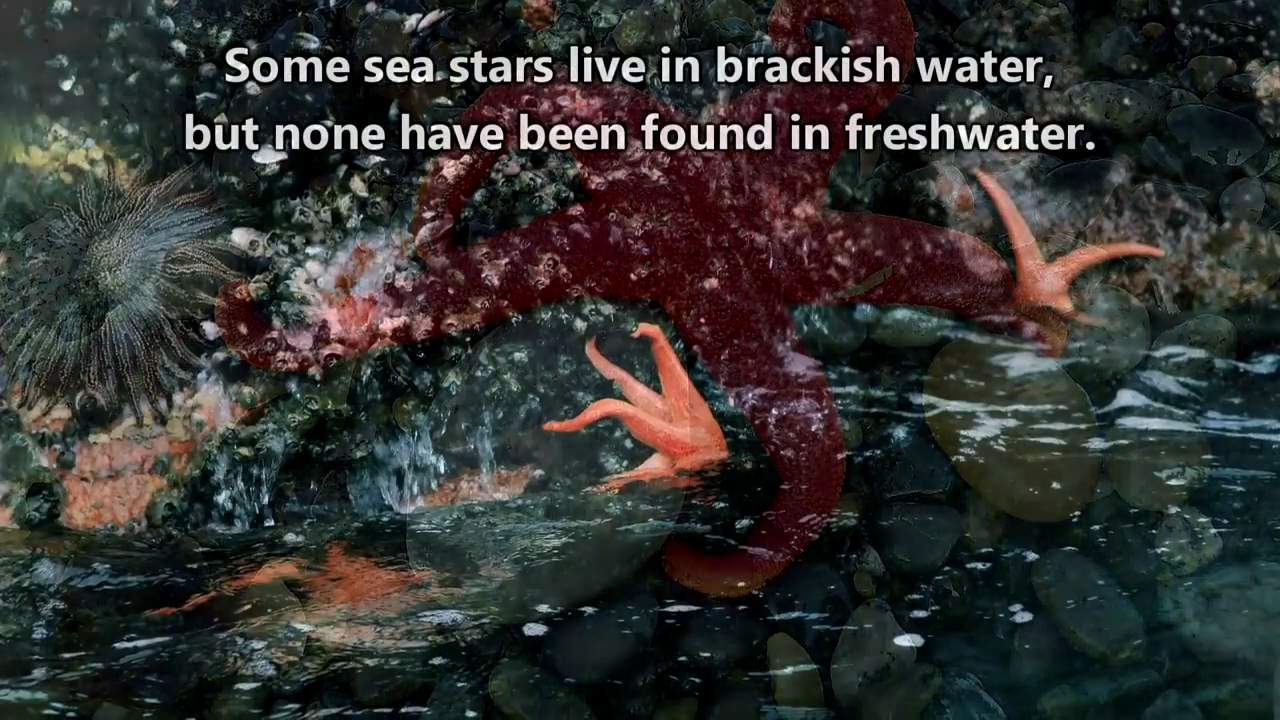 Some sea stars live in brackish water,
but none have been found in freshwater.